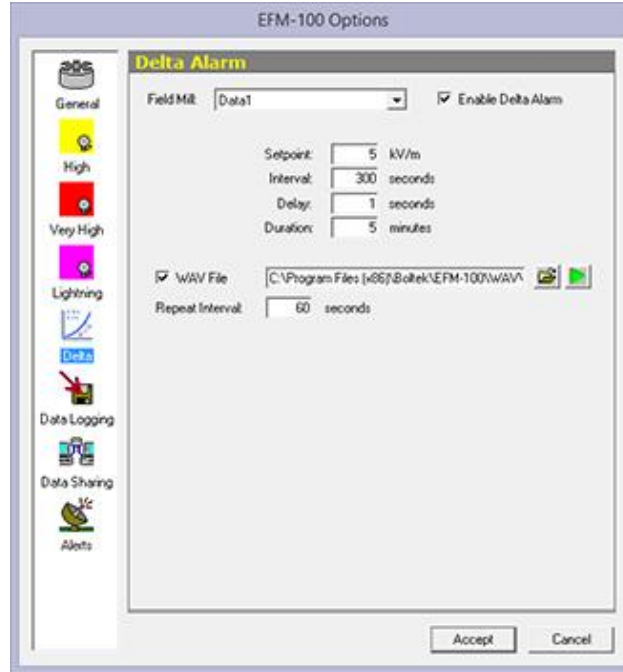 EFM-100 Options
General
High
Very High
Lightning
Delta
Data Logging
Data Sharing
Alerts
Delta Alarm
Field Mill: Data1 Enable Delta Alarm
Setpoint: 5 kV/m
Interval: 300 seconds
Delay: 1 seconds
Duration: 5 minutes
WAV File C:\Program Files (x86)\Boltek\EFM-100\WAV\
Repeat Interval: 60 seconds
Accept Cancel